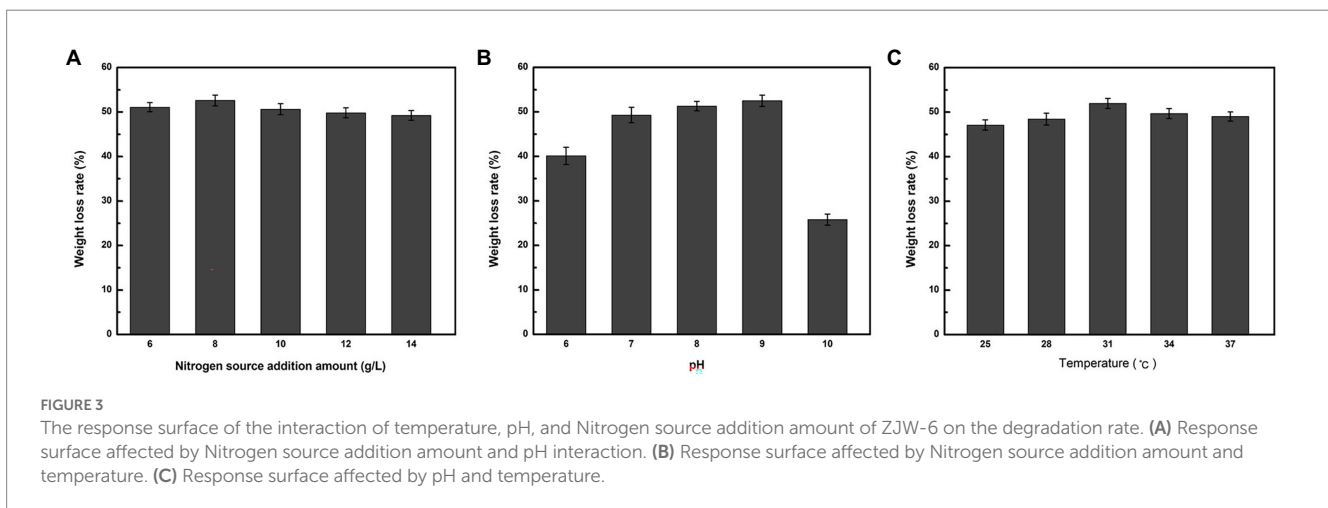 A
60
50
40
30
20
10
0
Weight loss rate (%)
6 8 10 12 14
Nitrogen source addition amount (g/L)
B
60
50
40
30
20
10
0
Weight loss rate (%)
6 7 8 9 10
pH
C
60
50
40
30
20
10
0
Weight loss rate (%)
25 28 31 34 37
Temperature (℃)
FIGURE 3
The response surface of the interaction of temperature, pH, and Nitrogen source addition amount of ZJW-6 on the degradation rate. (A) Response
surface affected by Nitrogen source addition amount and pH interaction. (B) Response surface affected by Nitrogen source addition amount and
temperature. (C) Response surface affected by pH and temperature.